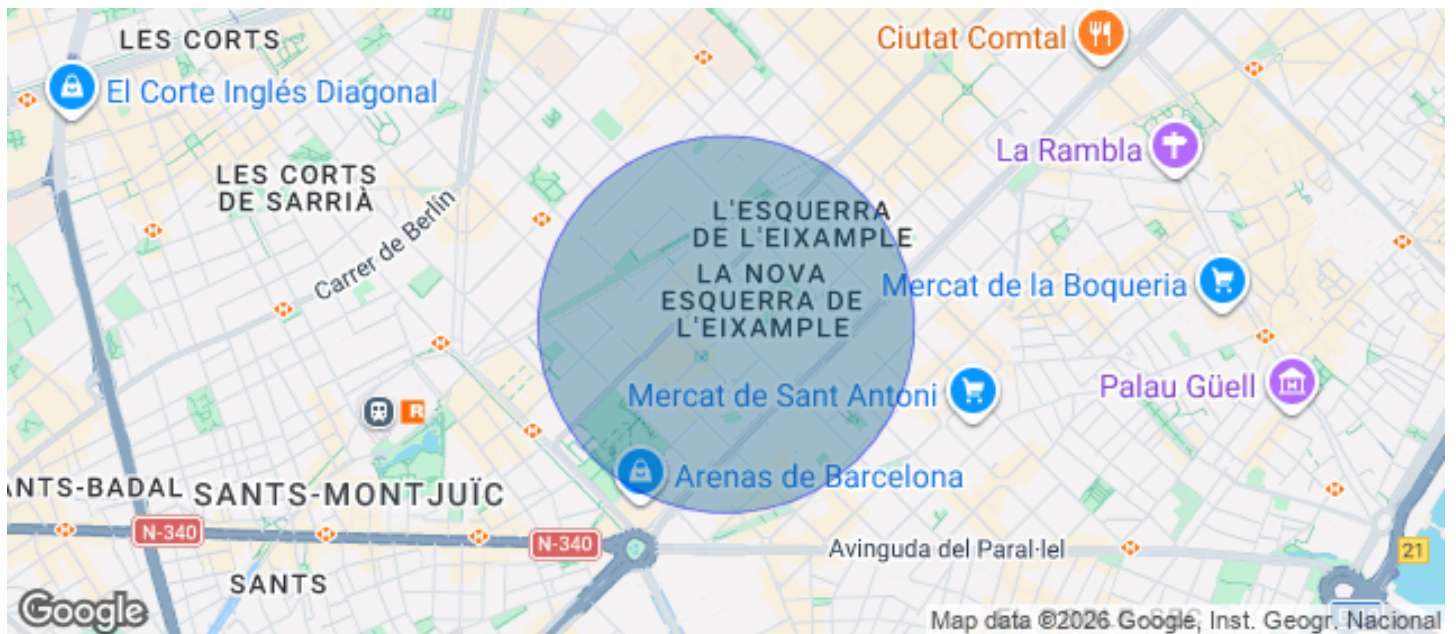 LES CORTS
Ciutat Comtal
El Corte Inglés Diagonal
La Rambla
LES CORTS
DE SARRIÀ
Carrer de Berlín
L'ESQUERRA
DE L'EIXAMPLE
LA NOVA
ESQUERRA DE
L'EIXAMPLE
Mercat de la Boqueria
Mercat de Sant Antoni
Palau Güell
R
Arenas de Barcelona
ANTS-BADAL
SANTS-MONTJUÏC
N-340
N-340
Avinguda del Paral·lel
21
SANTS
Google
Map data ©2026 Google, Inst. Geogr. Nacional